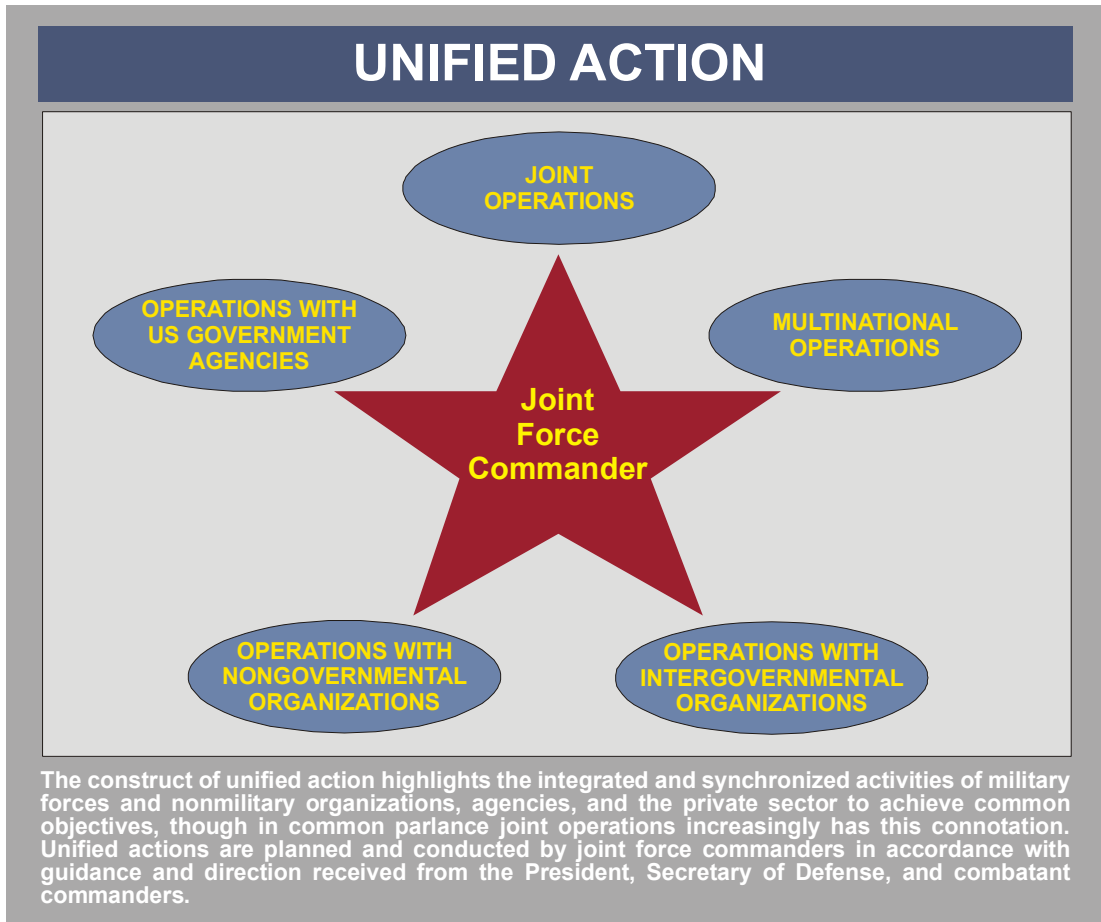 UNIFIED ACTION
JOINT
OPERATIONS
OPERATIONS WITH
US GOVERNMENT
AGENCIES
MULTINATIONAL
OPERATIONS
Joint
Force
Commander
OPERATIONS WITH
NONGOVERNMENTAL
ORGANIZATIONS
OPERATIONS WITH
INTERGOVERNMENTAL
ORGANIZATIONS
The construct of unified action highlights the integrated and synchronized activities of military
forces and nonmilitary organizations, agencies, and the private sector to achieve common
objectives, though in common parlance joint operations increasingly has this connotation.
Unified actions are planned and conducted by joint force commanders in accordance with
guidance and direction received from the President, Secretary of Defense, and combatant
commanders.